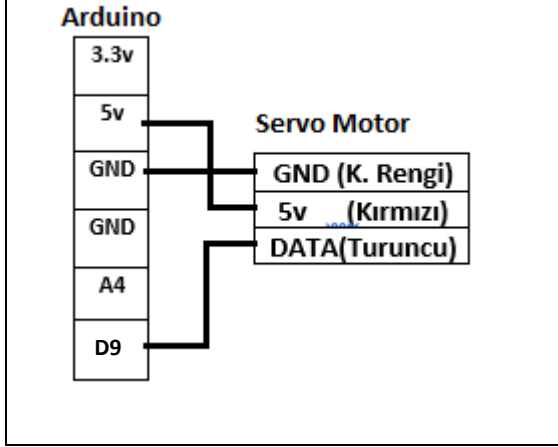 Arduino
3.3v
5v
GND
GND
A4
D9
Servo Motor
GND (K. Rengi)
5v (Kırmızı)
DATA(Turuncu)